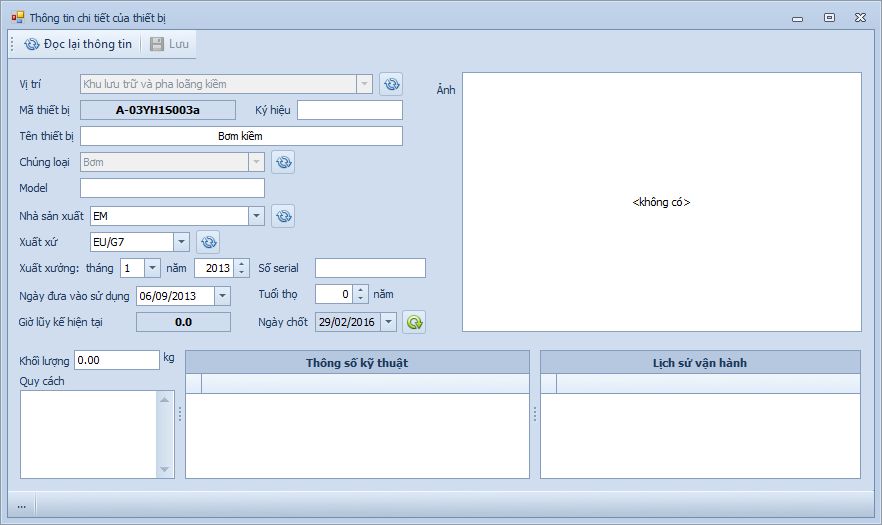 Thông tin chi tiết của thiết bị
Đọc lại thông tin Lưu
Vị trí Khu lưu trữ và pha loãng kiềm
Ảnh
Mã thiết bị A-03YH1S003a Ký hiệu
Tên thiết bị Bơm kiềm
Chủng loại Bơm
Model
<không có>
Nhà sản xuất EM
Xuất xứ EU/G7
Xuất xưởng: tháng 1 năm 2013 Số serial
Ngày đưa vào sử dụng 06/09/2013 Tuổi thọ 0 năm
Giờ lũy kế hiện tại 0.0 Ngày chốt 29/02/2016
Khối lượng 0.00 kg
Thông số kỹ thuật
Lịch sử vận hành
Quy cách
...